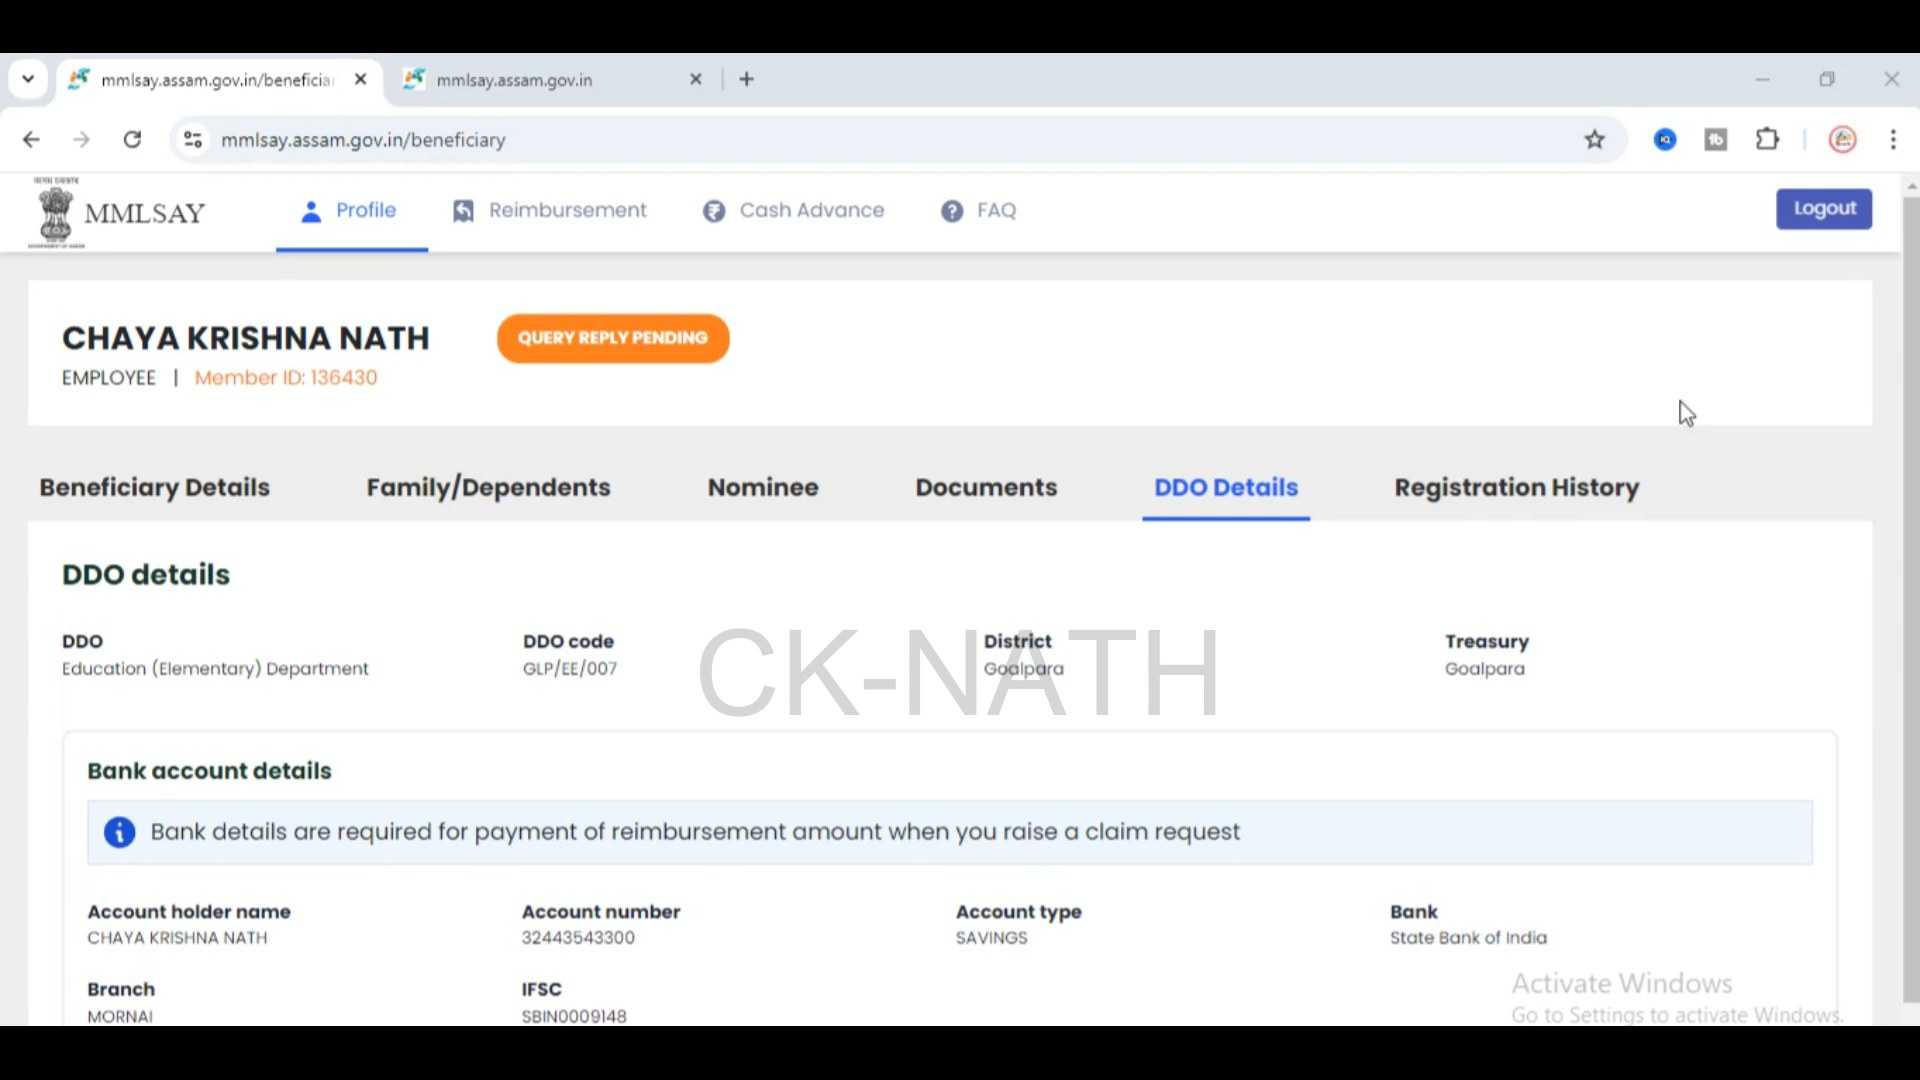 mmlsay.assam.gov.in/beneficiar
mmlsay.assam.gov.in
mmlsay.assam.gov.in/beneficiary
MMLSAY
Profile
Reimbursement
Cash Advance
FAQ
Logout
CHAYA KRISHNA NATH
QUERY REPLY PENDING
EMPLOYEE | Member ID: 136430
Beneficiary Details
Family/Dependents
Nominee
Documents
DDO Details
Registration History
DDO details
DDO
DDO code
District
Treasury
Education (Elementary) Department
GLP/EE/007
Goalpara
Goalpara
CK-NATH
Bank account details
Bank details are required for payment of reimbursement amount when you raise a claim request
Account holder name
Account number
Account type
Bank
CHAYA KRISHNA NATH
32443543300
SAVINGS
State Bank of India
Branch
IFSC
MORNAI
SBIN0009148
Activate Windows
Go to Settings to activate Windows.